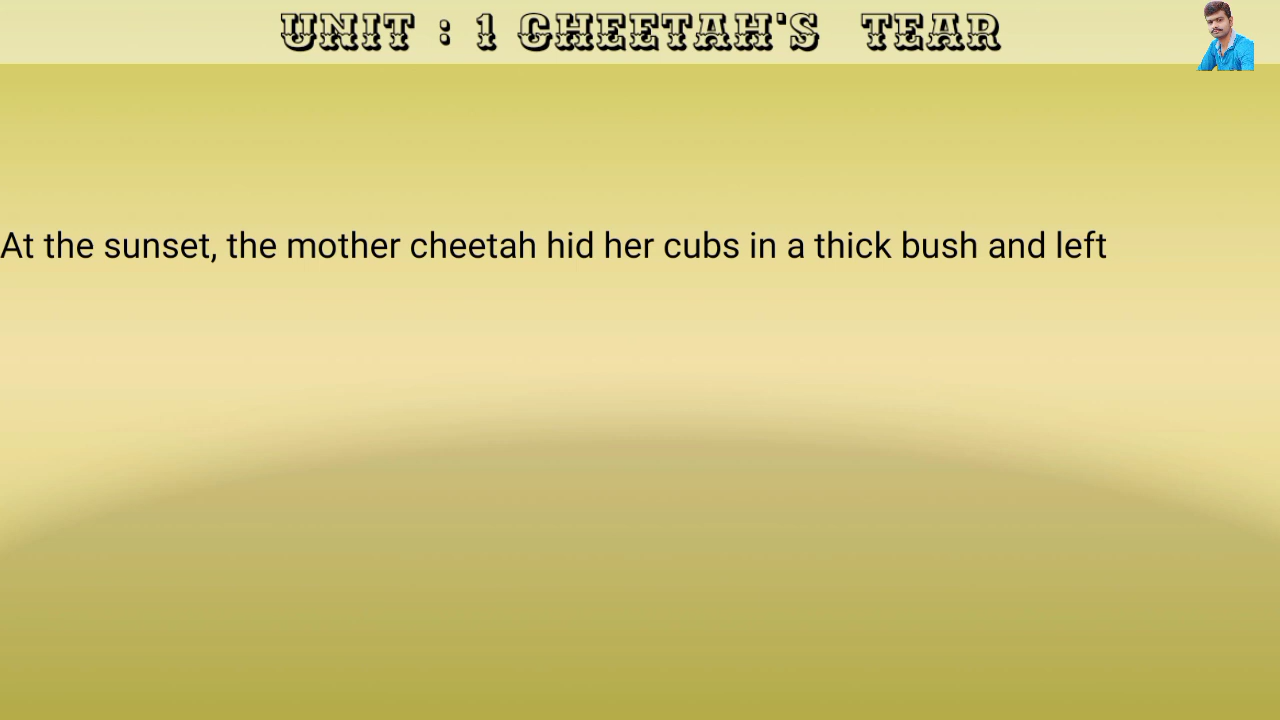 UNIT : 1 CHEETAH'S TEAR
At the sunset, the mother cheetah hid her cubs in a thick bush and left